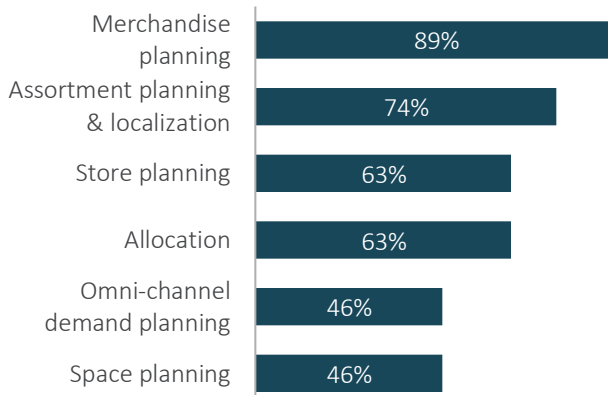 Merchandise
planning
89%
Assortment planning
& localization
74%
Store planning
63%
Allocation
63%
Omni-channel
demand planning
46%
Space planning
46%